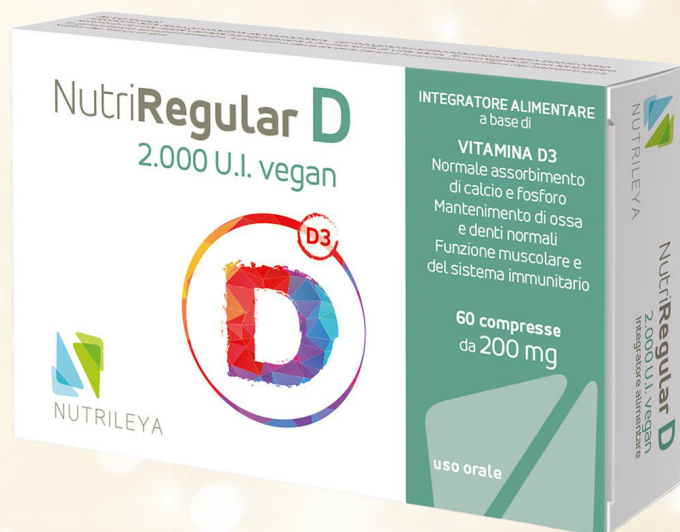 NutriRegular D
2.000 U.I. vegan
D3
D
NUTRILEYA
INTEGRATORE ALIMENTARE
a base di
VITAMINA D3
Normale assorbimento
di calcio e fosforo
Mantenimento di ossa
e denti normali
Funzione muscolare e
del sistema immunitario
60 compresse
da 200 mg
uso orale
NUTRILEYA
NutriRegular D
2.000 U.I. vegan
Integratore alimentare